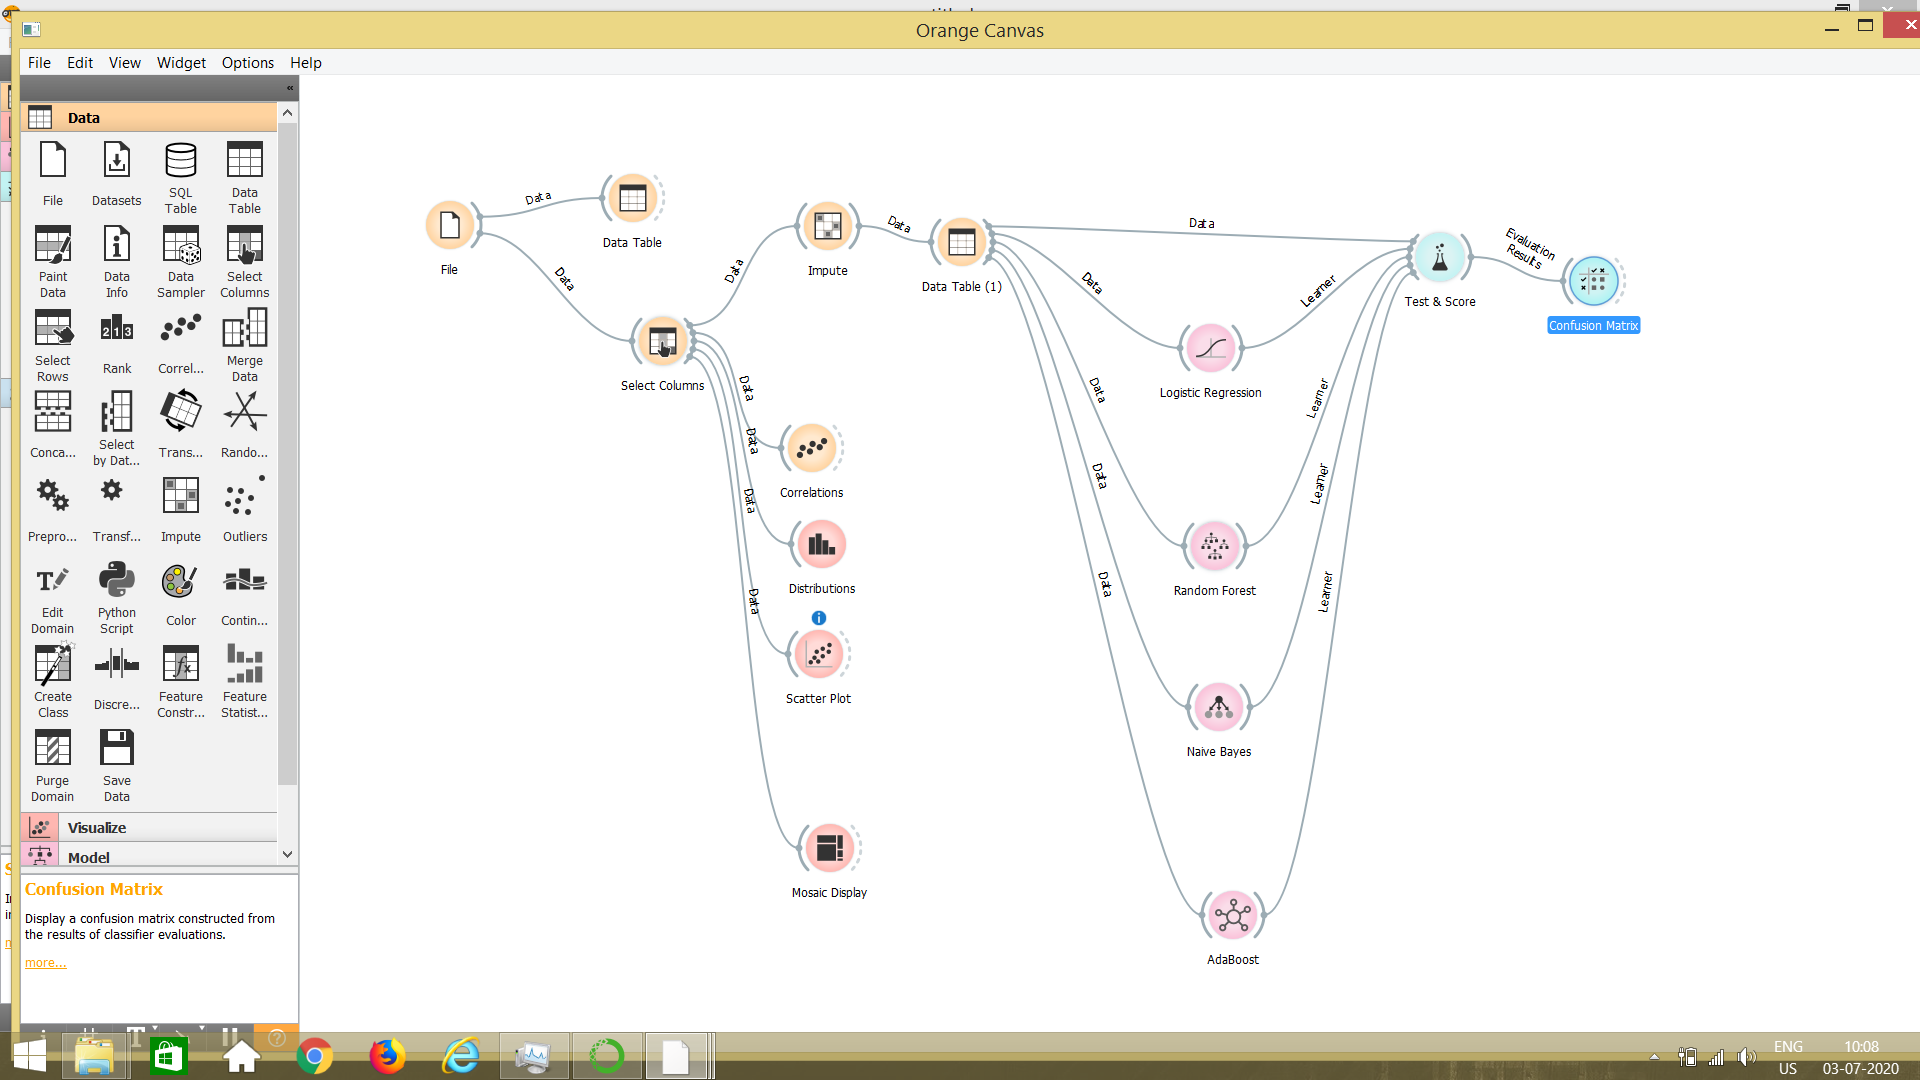 Orange Canvas
File Edit View Widget Options Help
«
Data
File Datasets SQL Table Data Table
Paint Data Data Info Data Sampler Select Columns
Select Rows Rank Correl... Merge Data
Conca... Select by Dat... Trans... Rando...
Prepro... Transf... Impute Outliers
Edit Domain Python Script Color Contin...
Create Class Discre... Feature Constr... Feature Statist...
Purge Domain Save Data
Visualize
Model
Confusion Matrix
Display a confusion matrix constructed from
the results of classifier evaluations.
more...
File
Data
Data Table
Data
Select Columns
Data
Impute
Data
Data Table (1)
Data
Data
Correlations
Data
Distributions
Data
Scatter Plot
Data
Mosaic Display
Data
Data
Logistic Regression
Learner
Data
Random Forest
Learner
Data
Naive Bayes
Learner
Data
AdaBoost
Learner
Test & Score
Evaluation
Results
Confusion Matrix
ENG
US
10:08
03-07-2020